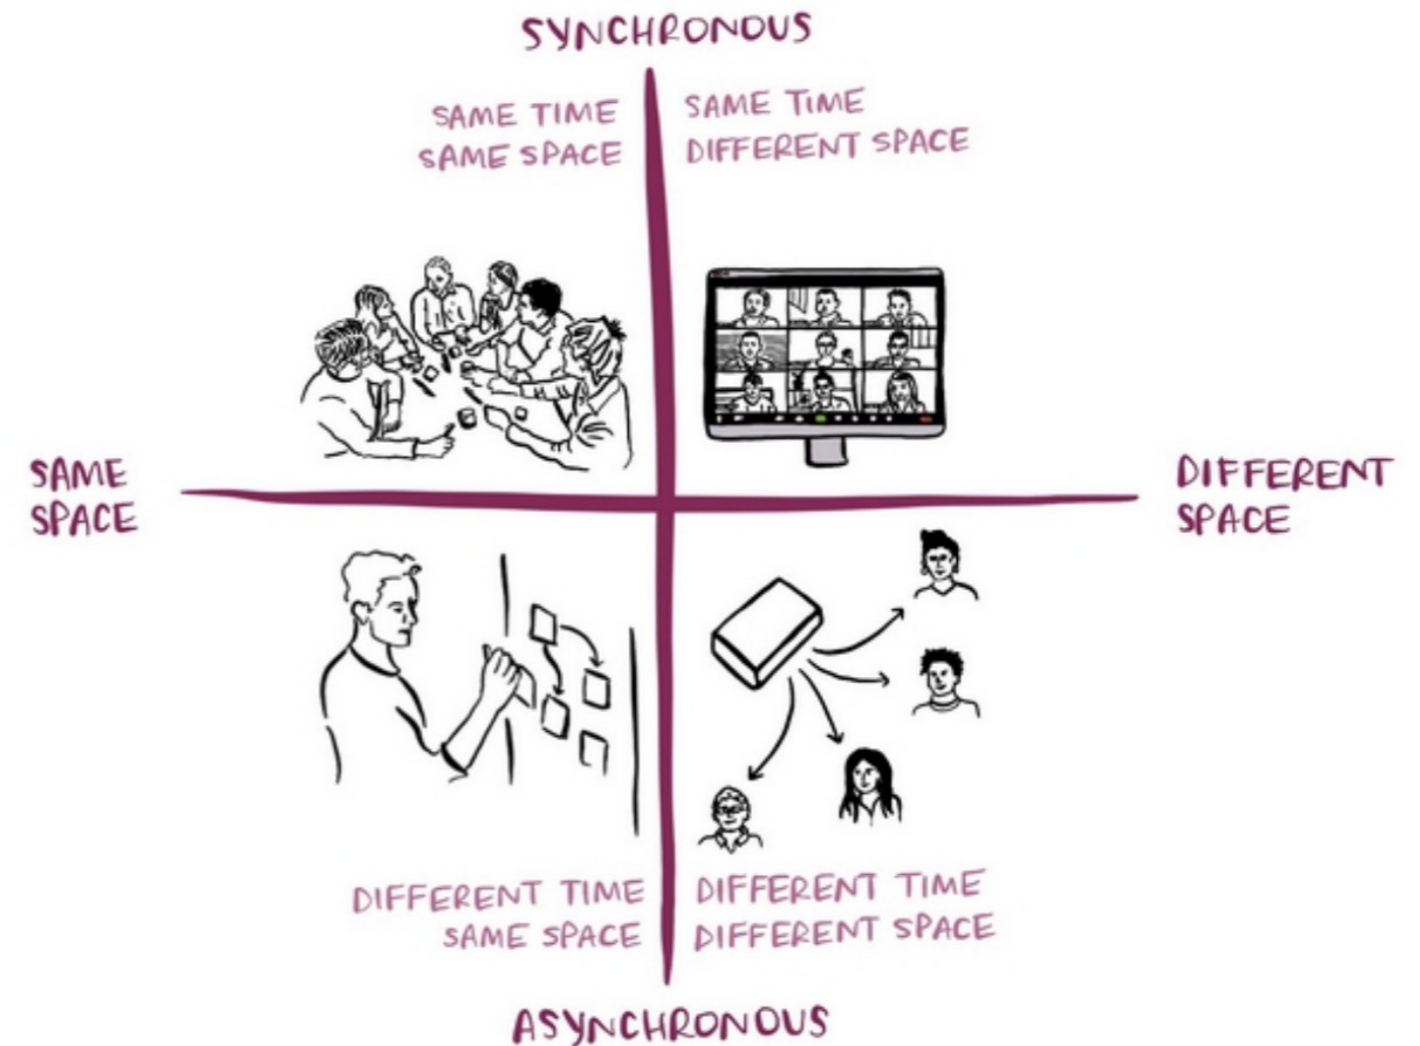 SYNCHRONOUS
SAME TIME
SAME SPACE
SAME TIME
DIFFERENT SPACE
SAME
SPACE
DIFFERENT
SPACE
DIFFERENT TIME
SAME SPACE
DIFFERENT TIME
DIFFERENT SPACE
ASYNCHRONOUS